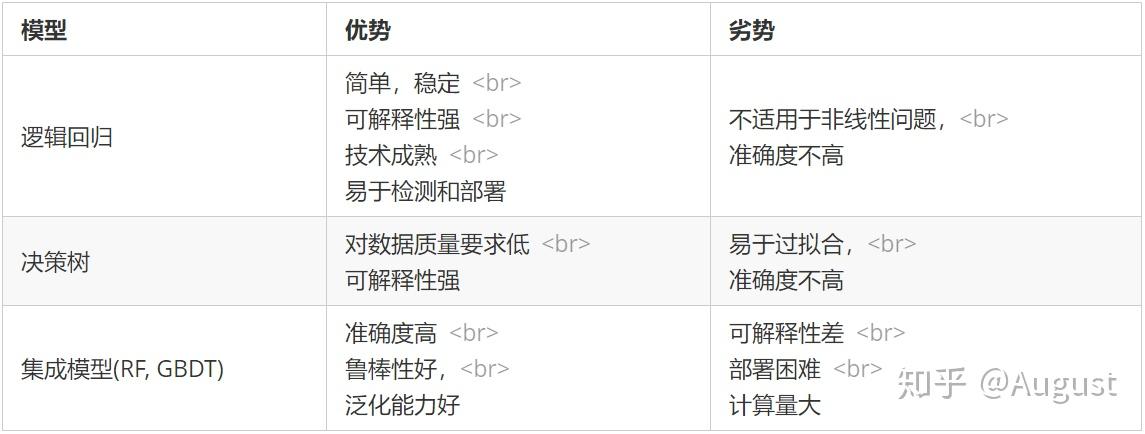 模型 优势 劣势
逻辑回归
简单，稳定 <br>
可解释性强 <br>
技术成熟 <br>
易于检测和部署
不适用于非线性问题，<br>
准确度不高
决策树
对数据质量要求低 <br>
可解释性强
易于过拟合，<br>
准确度不高
集成模型(RF, GBDT)
准确度高 <br>
鲁棒性好，<br>
泛化能力好
可解释性差 <br>
部署困难 <br>
计算量大
知乎 @August